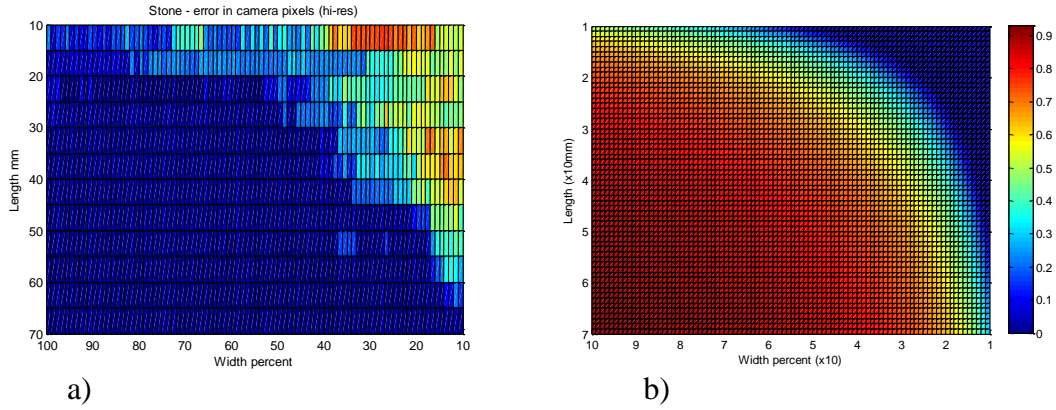 Stone - error in camera pixels (hi-res)
10
20
30
40
50
60
70
Length mm
100 90 80 70 60 50 40 30 20 10
Width percent
a)
1
2
3
4
5
6
7
Length (x10mm)
10 9 8 7 6 5 4 3 2 1
Width percent (x10)
b)
0.9
0.8
0.7
0.6
0.5
0.4
0.3
0.2
0.1
0